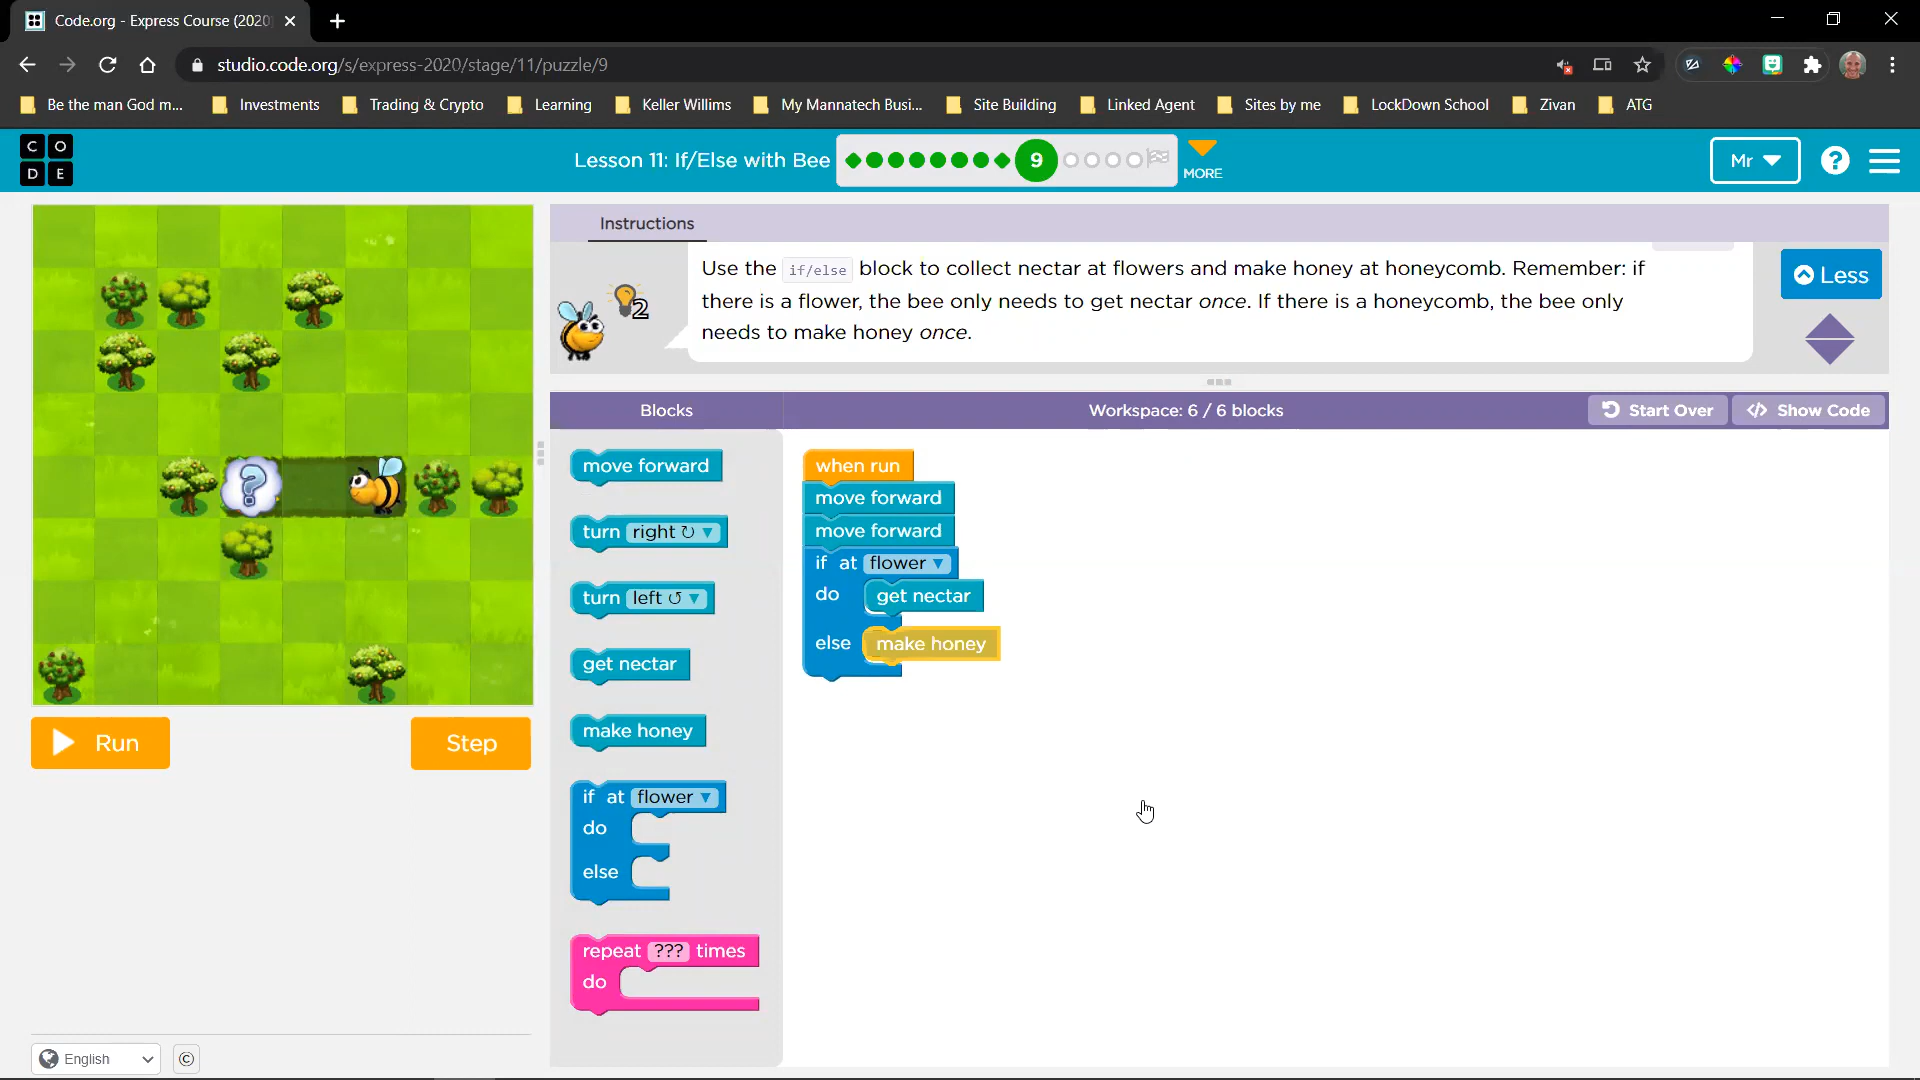 Code.org - Express Course (2020)
studio.code.org/s/express-2020/stage/11/puzzle/9
Be the man God m...
Investments
Trading & Crypto
Learning
Keller Willims
My Mannatech Busi...
Site Building
Linked Agent
Sites by me
LockDown School
Zivan
ATG
C O
D E
Lesson 11: If/Else with Bee
9
MORE
Mr
?
Instructions
2
Use the if/else block to collect nectar at flowers and make honey at honeycomb. Remember: if
there is a flower, the bee only needs to get nectar once. If there is a honeycomb, the bee only
needs to make honey once.
Less
Blocks
Workspace: 6 / 6 blocks
Start Over
</> Show Code
?
move forward
turn right ↻ ▼
turn left ↺ ▼
get nectar
make honey
if at flower ▼
do
else
repeat ??? times
do
when run
move forward
move forward
if at flower ▼
do get nectar
else make honey
Run
Step
English
©